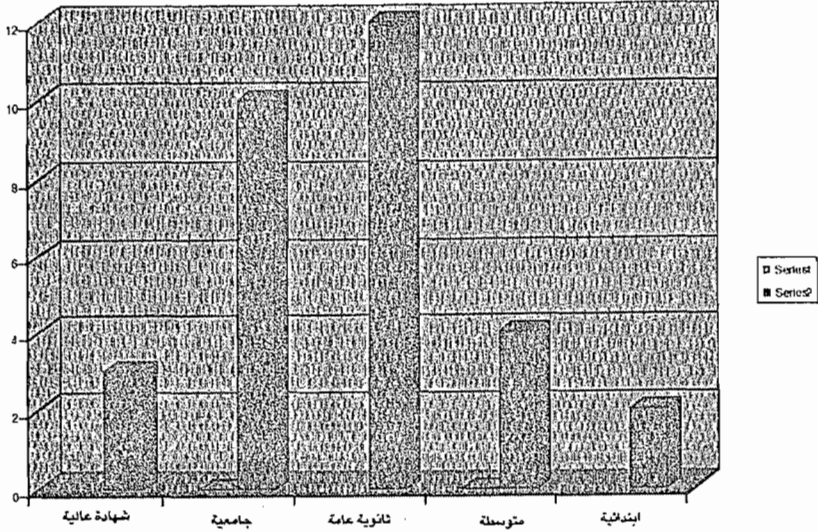 12
10
8
6
4
2
0
شهادة عالية
جامعية
ثانوية عامة
متوسطة
ابتدائية
Series1
Series2